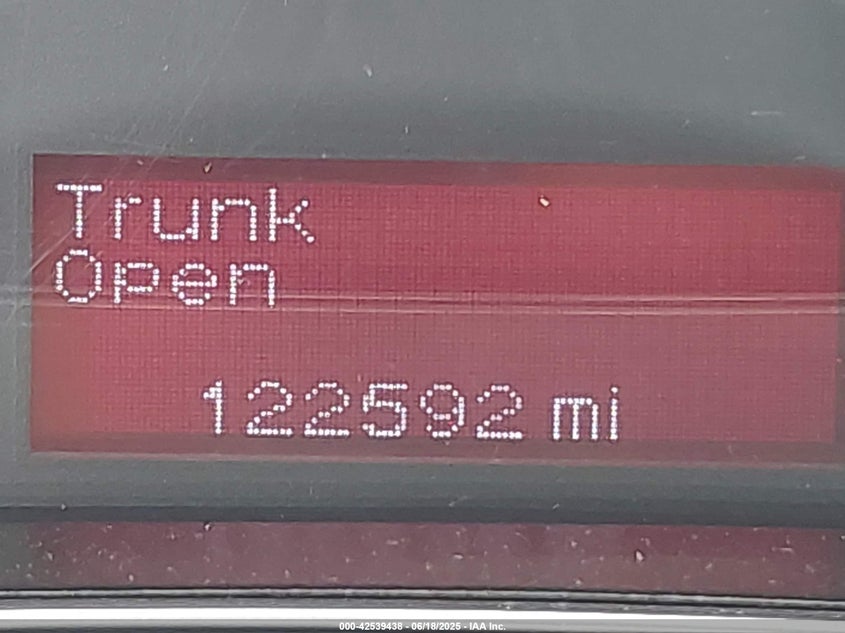 Trunk
Open
122592 mi
000-42539438 - 06/18/2025 - IAA Inc.